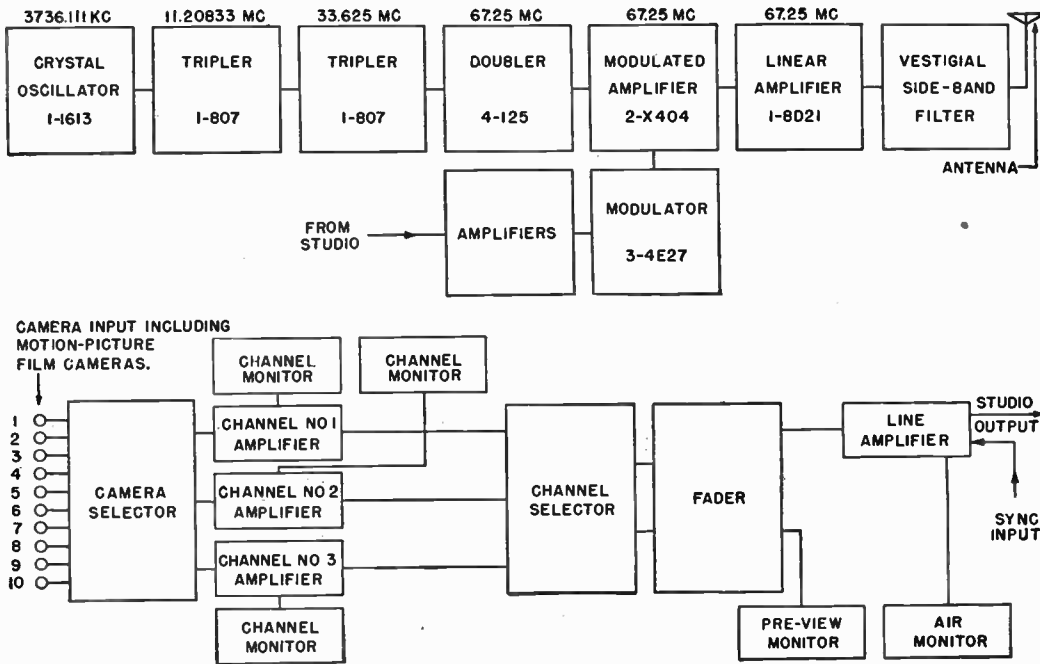 3736.111 KC
11.20833 MC
33.625 MC
67.25 MC
67.25 MC
67.25 MC
CRYSTAL
OSCILLATOR
1-1613
TRIPLER
1-807
TRIPLER
1-807
DOUBLER
4-125
MODULATED
AMPLIFIER
2-X404
LINEAR
AMPLIFIER
1-8D21
VESTIGIAL
SIDE-BAND
FILTER
ANTENNA
FROM
STUDIO
AMPLIFIERS
MODULATOR
3-4E27
CAMERA INPUT INCLUDING
MOTION-PICTURE
FILM CAMERAS.
1
2
3
4
5
6
7
8
9
10
CAMERA
SELECTOR
CHANNEL
MONITOR
CHANNEL
MONITOR
CHANNEL NO 1
AMPLIFIER
CHANNEL NO 2
AMPLIFIER
CHANNEL NO 3
AMPLIFIER
CHANNEL
MONITOR
CHANNEL
SELECTOR
FADER
LINE
AMPLIFIER
STUDIO
OUTPUT
SYNC
INPUT
PRE-VIEW
MONITOR
AIR
MONITOR